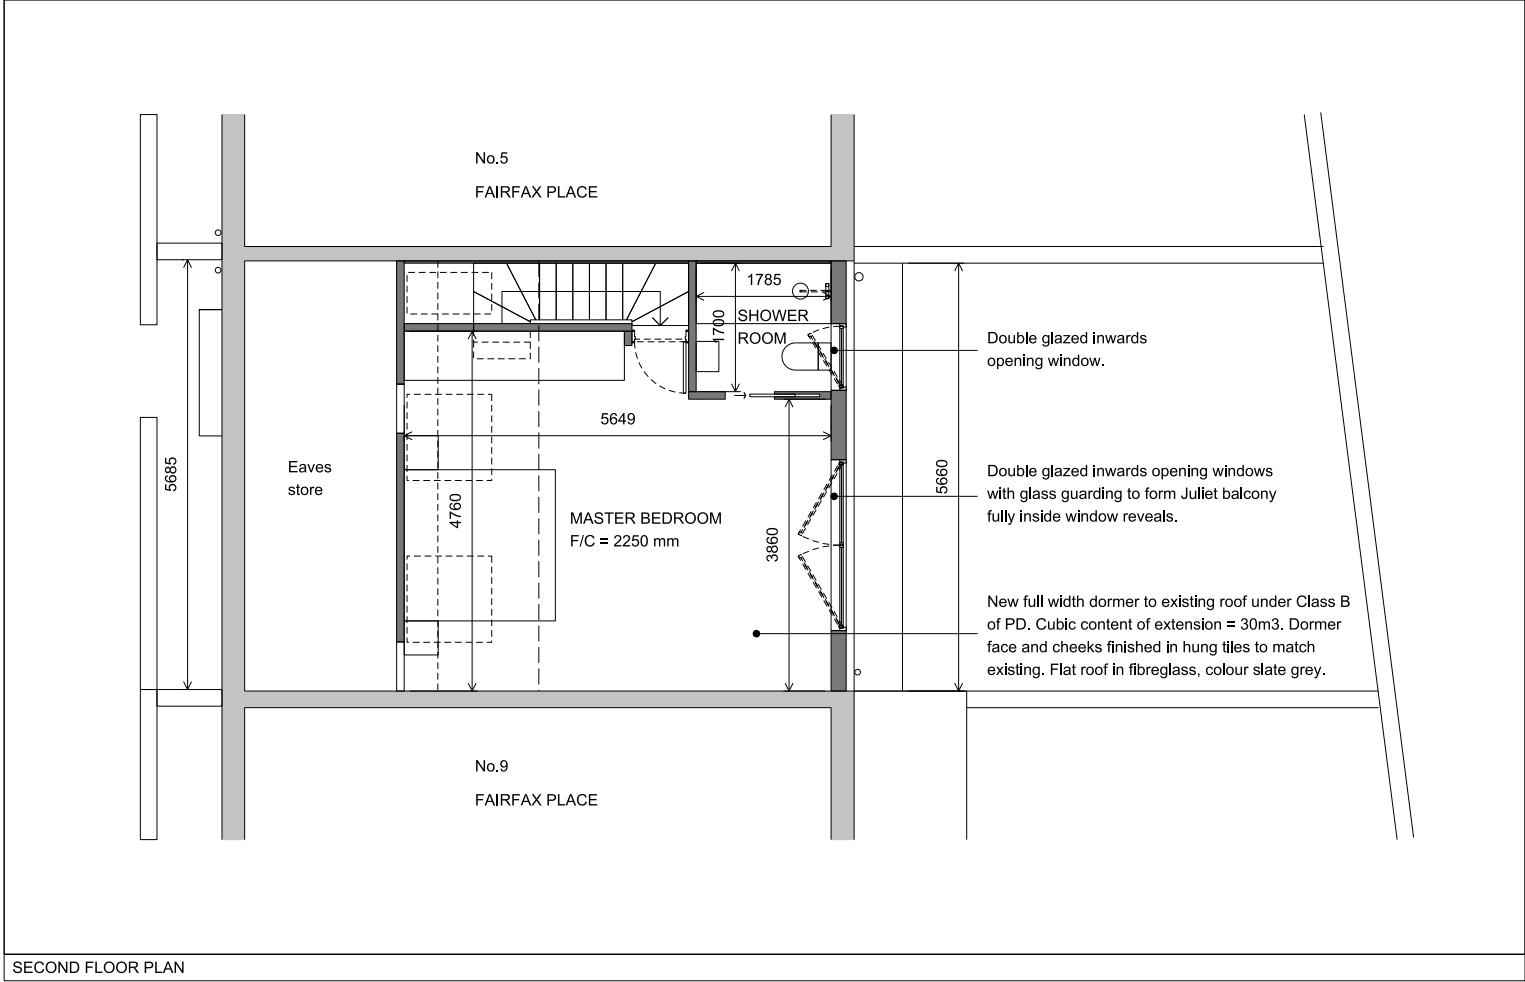 No.5
FAIRFAX PLACE
1785
1700
SHOWER
ROOM
Double glazed inwards
opening window.
5649
5685
Eaves
store
4760
MASTER BEDROOM
F/C = 2250 mm
3860
5660
Double glazed inwards opening windows
with glass guarding to form Juliet balcony
fully inside window reveals.
New full width dormer to existing roof under Class B
of PD. Cubic content of extension = 30m3. Dormer
face and cheeks finished in hung tiles to match
existing. Flat roof in fibreglass, colour slate grey.
No.9
FAIRFAX PLACE
SECOND FLOOR PLAN